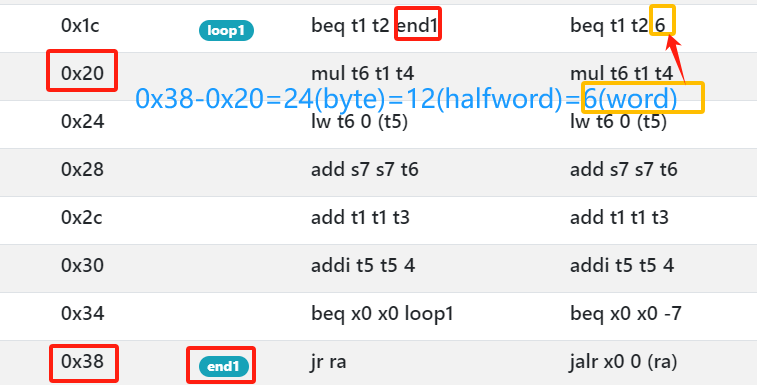 0x1c loop1 beq t1 t2 end1 beq t1 t2 6
0x20 mul t6 t1 t4 mul t6 t1 t4
0x38-0x20=24(byte)=12(halfword)=6(word)
0x24 lw t6 0 (t5) lw t6 0 (t5)
0x28 add s7 s7 t6 add s7 s7 t6
0x2c add t1 t1 t3 add t1 t1 t3
0x30 addi t5 t5 4 addi t5 t5 4
0x34 beq x0 x0 loop1 beq x0 x0 -7
0x38 end1 jr ra jalr x0 0 (ra)